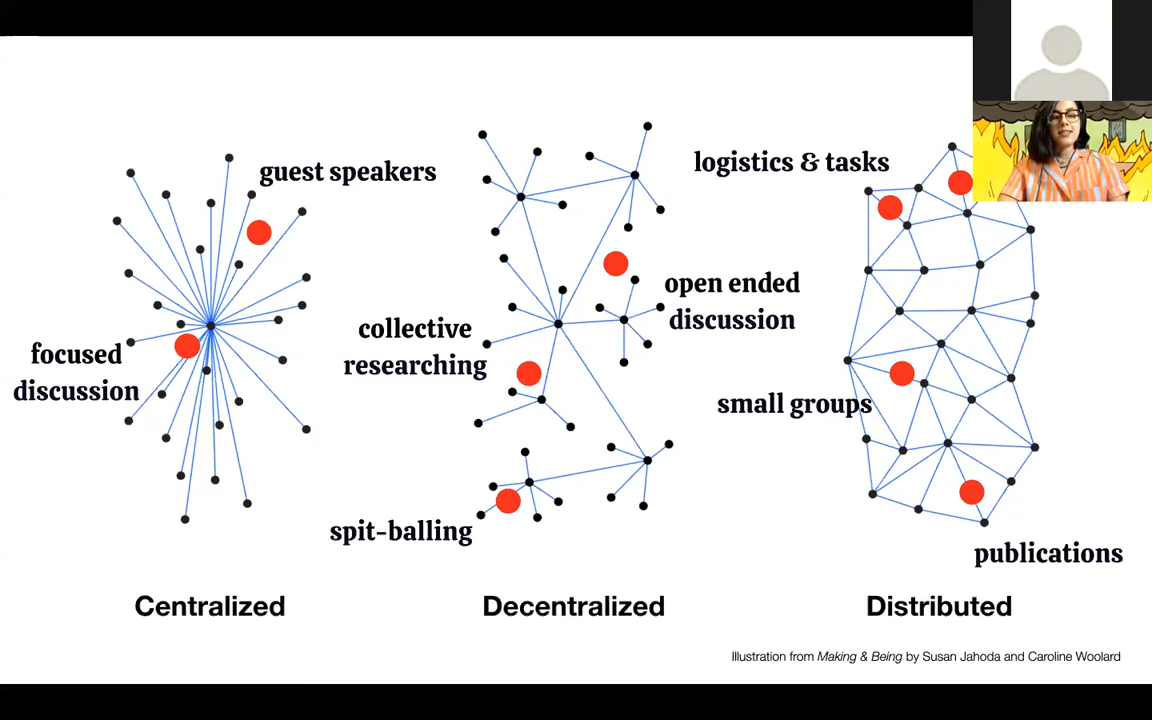 guest speakers
focused
discussion
collective
researching
open ended
discussion
spit-balling
logistics & tasks
small groups
publications
Centralized
Decentralized
Distributed
Illustration from Making & Being by Susan Jahoda and Caroline Woolard